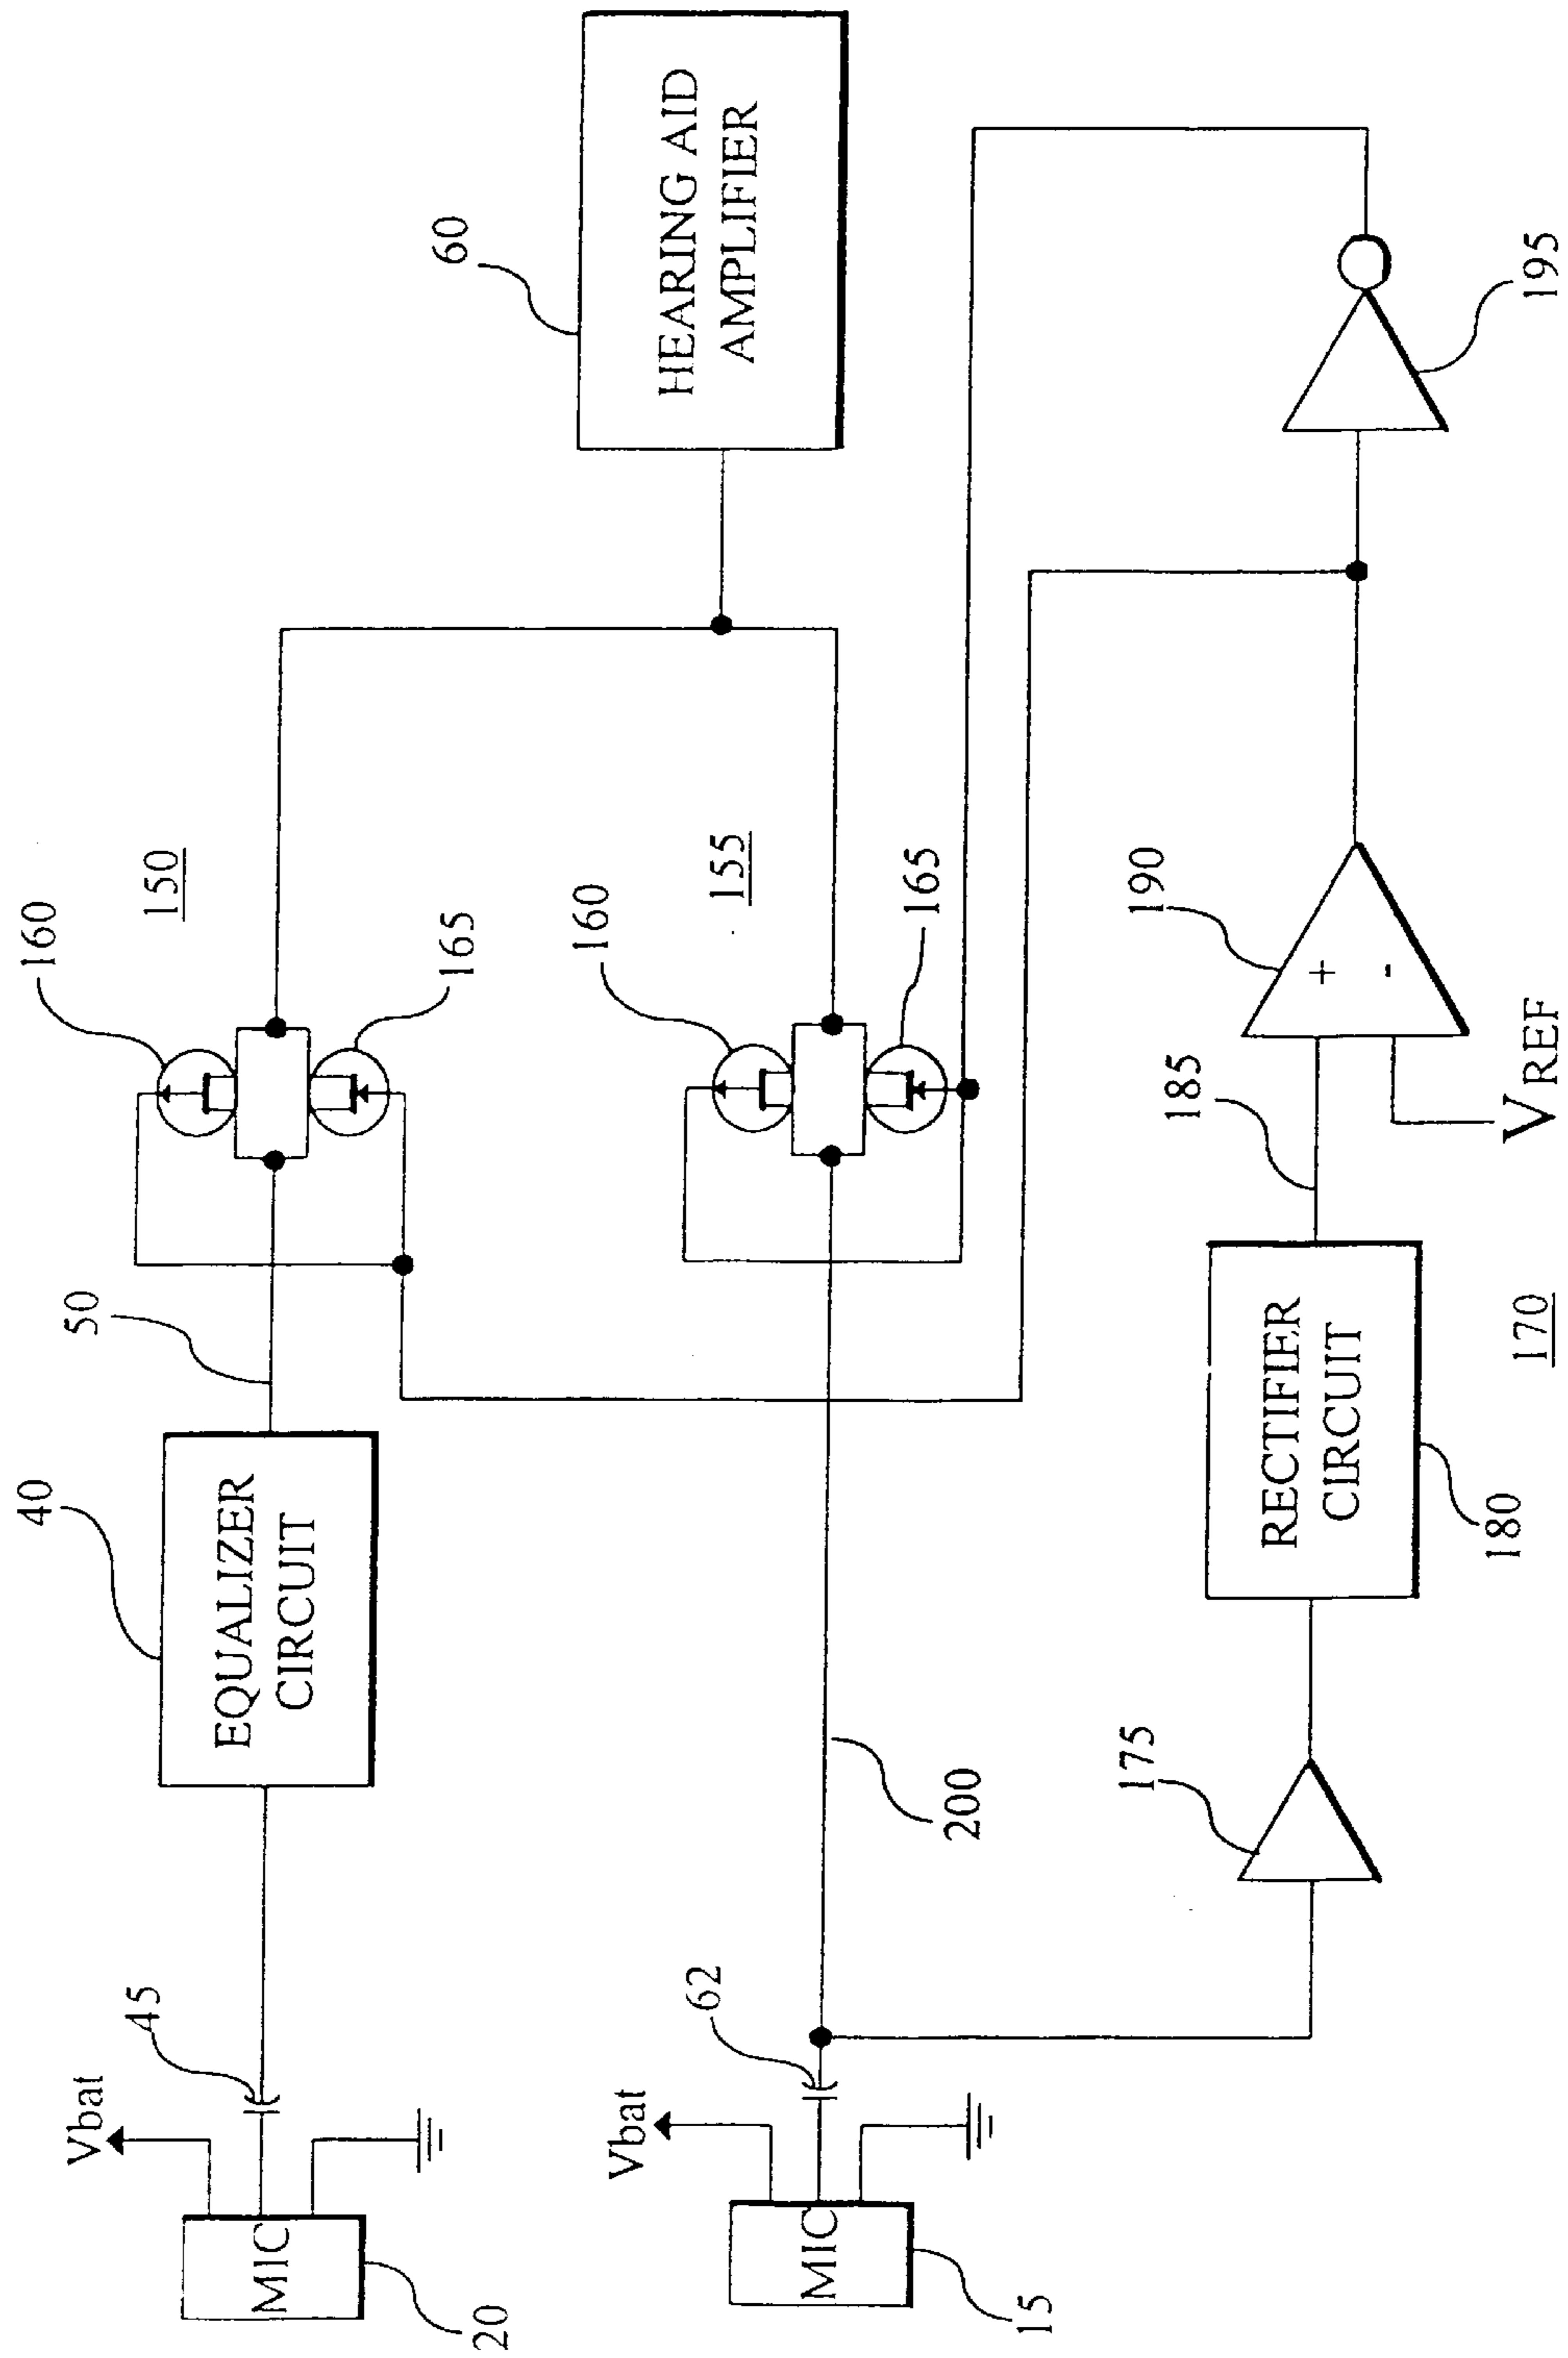 160
150
40
50
Vbat
45
EQUALIZER
CIRCUIT
165
MIC
20
60
HEARING AID
AMPLIFIER
160
155
165
Vbat
62
MIC
15
200
190
+
-
195
175
185
RECTIFIER
CIRCUIT
180
170
VREF